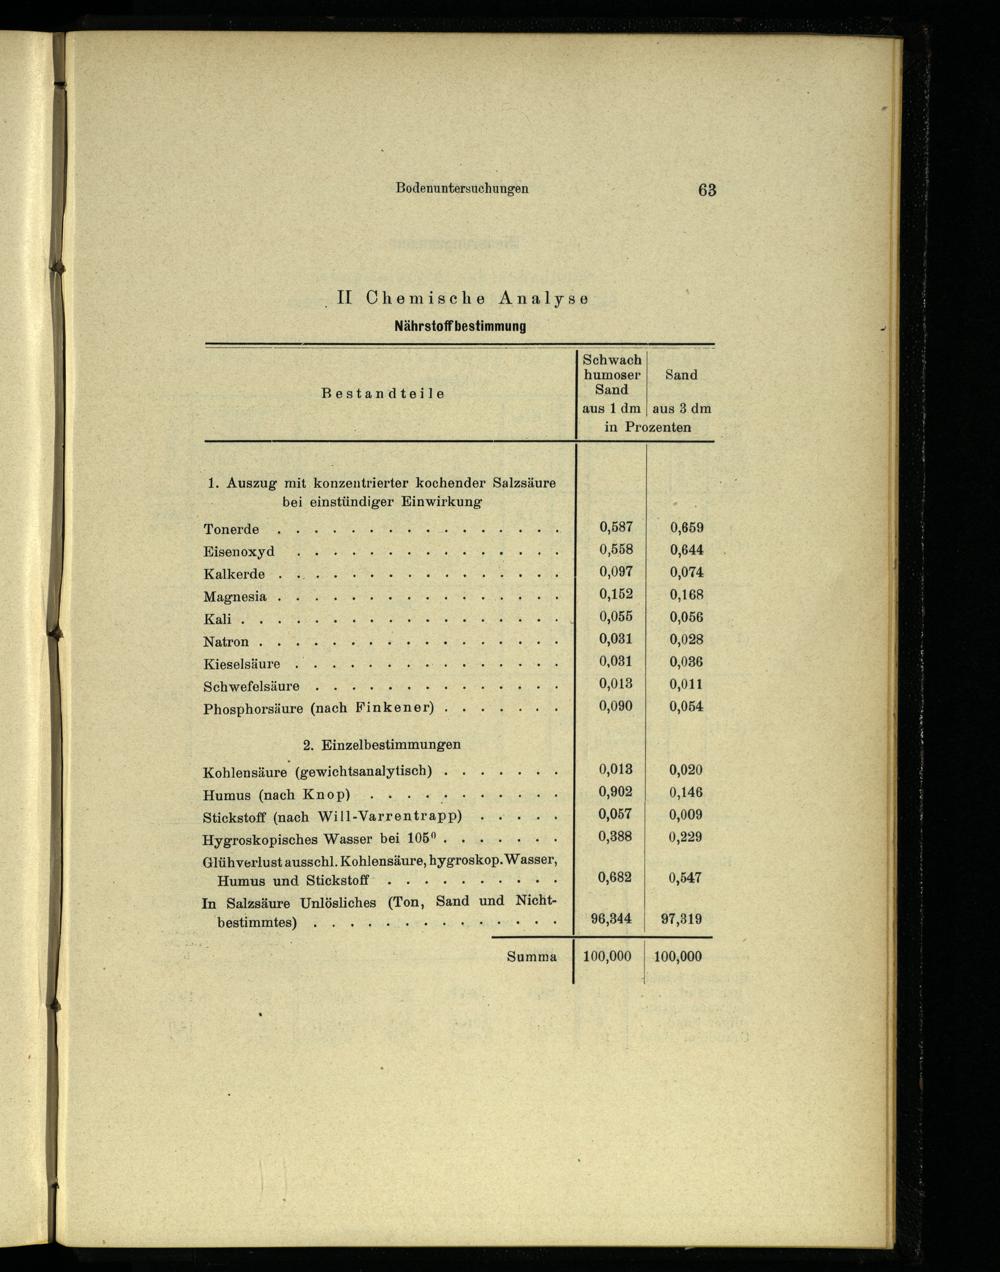 Bodenuntersuchungen 63
II Chemische Analyse
Nährstoffbestimmung
Bestandteile
Schwach
humoser
Sand
aus 1 dm
Sand
aus 3 dm
in Prozenten
1. Auszug mit konzentrierter kochender Salzsäure
bei einstündiger Einwirkung
Tonerde . . . . . . . . . . . . . . . . 0,587 0,659
Eisenoxyd . . . . . . . . . . . . . . . 0,558 0,644
Kalkerde . . . . . . . . . . . . . . . . 0,097 0,074
Magnesia . . . . . . . . . . . . . . . . 0,152 0,168
Kali . . . . . . . . . . . . . . . . . . 0,055 0,056
Natron . . . . . . . . . . . . . . . . . 0,031 0,028
Kieselsäure . . . . . . . . . . . . . . . 0,031 0,036
Schwefelsäure . . . . . . . . . . . . . . 0,013 0,011
Phosphorsäure (nach Finkener) . . . . . . . 0,090 0,054
2. Einzelbestimmungen
Kohlensäure (gewichtsanalytisch) . . . . . . . 0,013 0,020
Humus (nach Knop) . . . . . . . . . . . 0,902 0,146
Stickstoff (nach Will-Varrentrapp) . . . . . 0,057 0,009
Hygroskopisches Wasser bei 105⁰ . . . . . . . 0,388 0,229
Glühverlust ausschl. Kohlensäure, hygroskop. Wasser,
Humus und Stickstoff . . . . . . . . . . 0,682 0,547
In Salzsäure Unlösliches (Ton, Sand und Nicht-
bestimmtes) . . . . . . . . . . . . . . 96,344 97,319
Summa 100,000 100,000